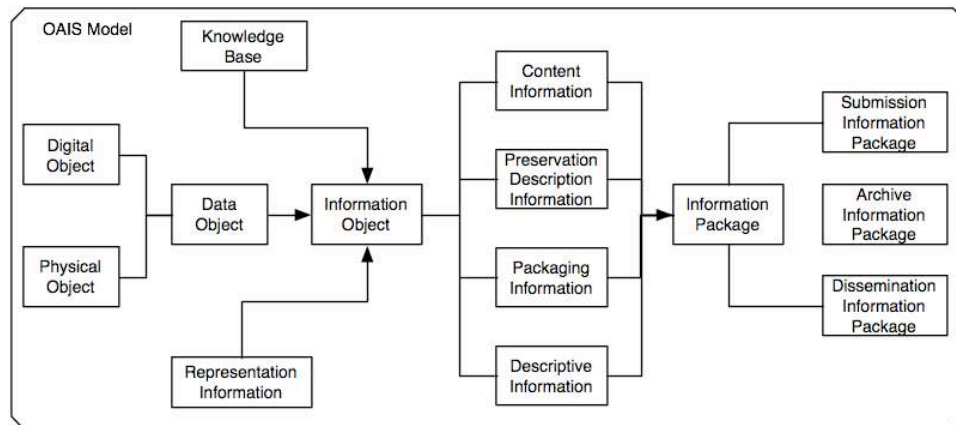 OAIS Model
Knowledge
Base
Digital
Object
Physical
Object
Data
Object
Information
Object
Representation
Information
Content
Information
Preservation
Description
Information
Packaging
Information
Descriptive
Information
Information
Package
Submission
Information
Package
Archive
Information
Package
Dissemination
Information
Package